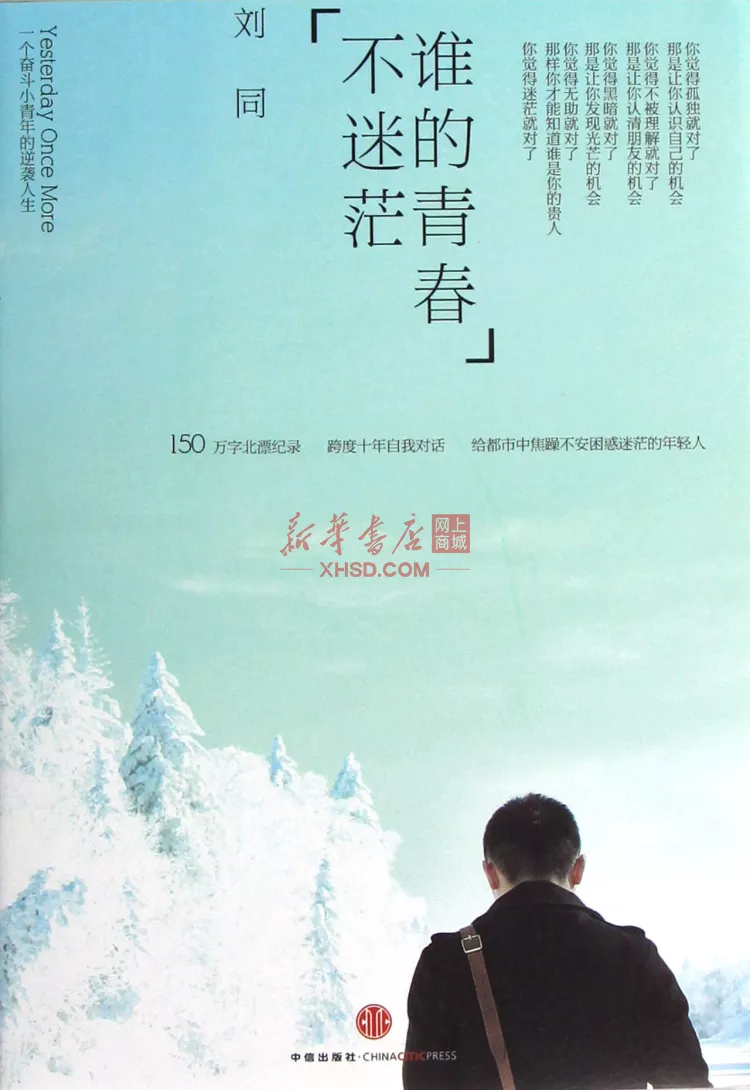 你觉得孤独就对了
那是让你认识自己的机会
你觉得不被理解就对了
那是让你认清朋友的机会
你觉得黑暗就对了
那是让你发现光芒的机会
你觉得无助就对了
那样你才能知道谁是你的贵人
你觉得迷茫就对了
「谁的青春
不迷茫」
刘同
Yesterday Once More
一个奋斗小青年的逆袭人生
150 万字北漂纪录 跨度十年自我对话 给都市中焦躁不安困惑迷茫的年轻人
新华书店 网上商城
XHSD.COM
中信出版社·CHINACITICPRESS